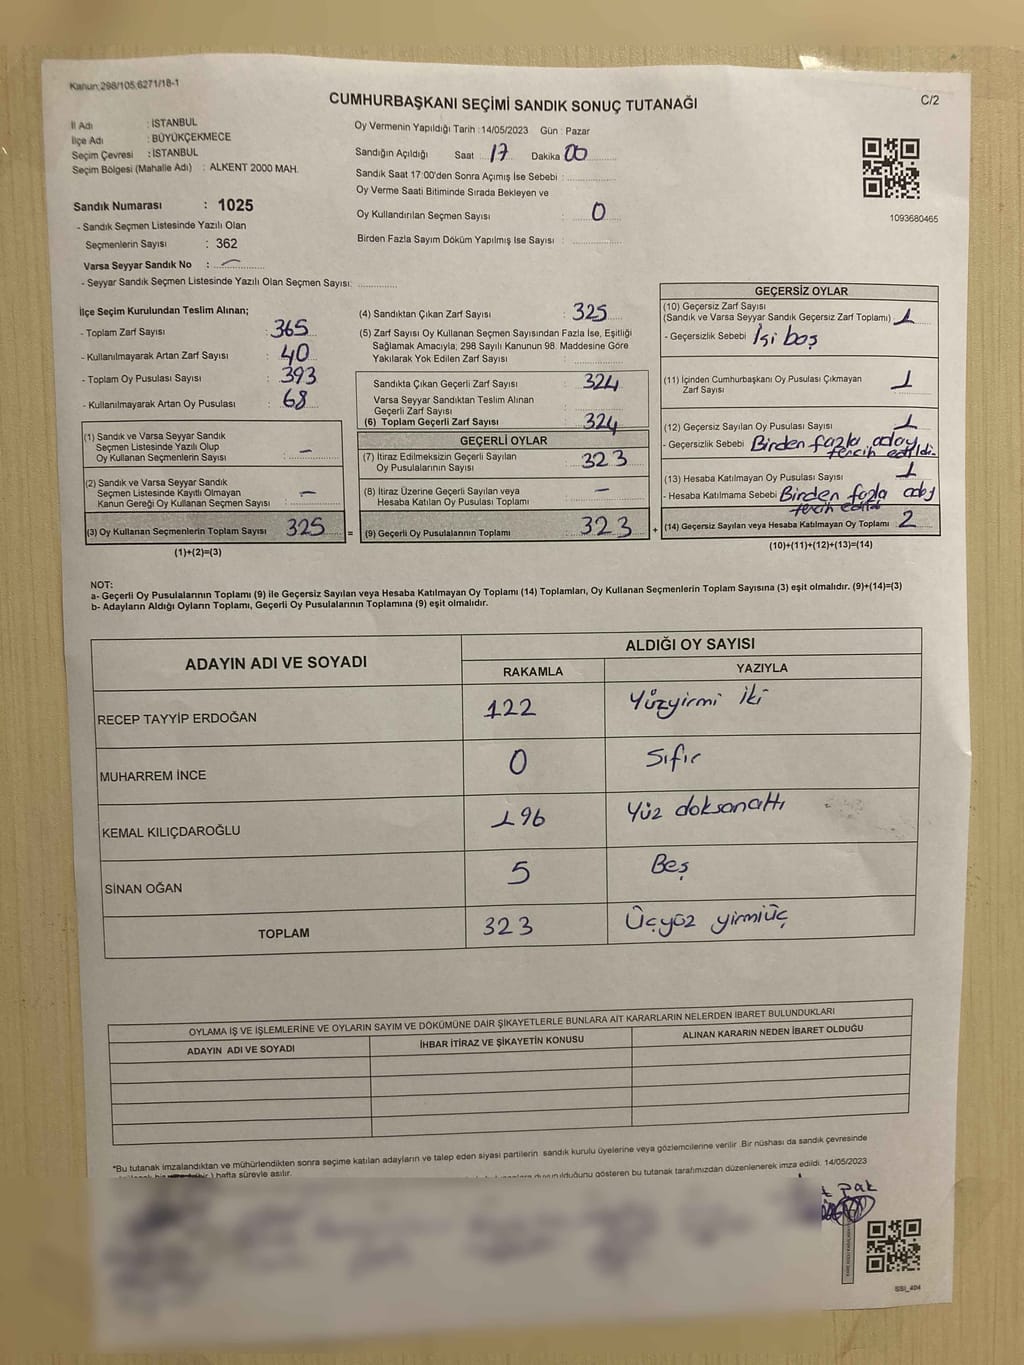 Kanun:298/105;6271/18-1
CUMHURBAŞKANI SEÇİMİ SANDIK SONUÇ TUTANAĞI
C/2
İl Adı : İSTANBUL
İlçe Adı : BÜYÜKÇEKMECE
Seçim Çevresi : İSTANBUL
Seçim Bölgesi (Mahalle Adı) : ALKENT 2000 MAH.
Sandık Numarası : 1025
- Sandık Seçmen Listesinde Yazılı Olan
Seçmenlerin Sayısı : 362
Varsa Seyyar Sandık No : —
- Seyyar Sandık Seçmen Listesinde Yazılı Olan Seçmen Sayısı:
Oy Vermenin Yapıldığı Tarih : 14/05/2023 Gün : Pazar
Sandığın Açıldığı Saat : 17 Dakika 00
Sandık Saat 17:00'den Sonra Açımış İse Sebebi :
Oy Verme Saati Bitiminde Sırada Bekleyen ve
Oy Kullandırılan Seçmen Sayısı : 0
Birden Fazla Sayım Döküm Yapılmış İse Sayısı :
1093680465
İlçe Seçim Kurulundan Teslim Alınan;
- Toplam Zarf Sayısı : 365
- Kullanılmayarak Artan Zarf Sayısı : 40
- Toplam Oy Pusulası Sayısı : 393
- Kullanılmayarak Artan Oy Pusulası : 68
(1) Sandık ve Varsa Seyyar Sandık
Seçmen Listesinde Yazılı Olup
Oy Kullanan Seçmenlerin Sayısı : —
(2) Sandık ve Varsa Seyyar Sandık
Seçmen Listesinde Kayıtlı Olmayan
Kanun Gereği Oy Kullanan Seçmen Sayısı : —
(3) Oy Kullanan Seçmenlerin Toplam Sayısı 325 =
(1)+(2)=(3)
(4) Sandıktan Çıkan Zarf Sayısı : 325
(5) Zarf Sayısı Oy Kullanan Seçmen Sayısından Fazla İse, Eşitliği
Sağlamak Amacıyla; 298 Sayılı Kanunun 98. Maddesine Göre
Yakılarak Yok Edilen Zarf Sayısı :
Sandıkta Çıkan Geçerli Zarf Sayısı : 324
Varsa Seyyar Sandıktan Teslim Alınan
Geçerli Zarf Sayısı :
(6) Toplam Geçerli Zarf Sayısı : 324
GEÇERLİ OYLAR
(7) İtiraz Edilmeksizin Geçerli Sayılan
Oy Pusulalarının Sayısı : 323
(8) İtiraz Üzerine Geçerli Sayılan veya
Hesaba Katılan Oy Pusulası Toplamı : —
(9) Geçerli Oy Pusulalarının Toplamı 323 +
GEÇERSİZ OYLAR
(10) Geçersiz Zarf Sayısı
(Sandık ve Varsa Seyyar Sandık Geçersiz Zarf Toplamı) 1
- Geçersizlik Sebebi İçi boş
(11) İçinden Cumhurbaşkanı Oy Pusulası Çıkmayan
Zarf Sayısı 1
(12) Geçersiz Sayılan Oy Pusulası Sayısı 1
- Geçersizlik Sebebi Birden fazla aday
tercih edildi.
(13) Hesaba Katılmayan Oy Pusulası Sayısı 1
- Hesaba Katılmama Sebebi Birden fazla aday
tercih edildi
(14) Geçersiz Sayılan veya Hesaba Katılmayan Oy Toplamı 2
(10)+(11)+(12)+(13)=(14)
NOT:
a- Geçerli Oy Pusulalarının Toplamı (9) ile Geçersiz Sayılan veya Hesaba Katılmayan Oy Toplamı (14) Toplamları, Oy Kullanan Seçmenlerin Toplam Sayısına (3) eşit olmalıdır. (9)+(14)=(3)
b- Adayların Aldığı Oyların Toplamı, Geçerli Oy Pusulalarının Toplamına (9) eşit olmalıdır.
ADAYIN ADI VE SOYADI
ALDIĞI OY SAYISI
RAKAMLA YAZIYLA
RECEP TAYYİP ERDOĞAN 122 Yüzyirmi iki
MUHARREM İNCE 0 Sıfır
KEMAL KILIÇDAROĞLU 196 Yüz doksanaltı
SİNAN OĞAN 5 Beş
TOPLAM 323 Üçyüz yirmiüç
OYLAMA İŞ VE İŞLEMLERİNE VE OYLARIN SAYIM VE DÖKÜMÜNE DAİR ŞİKAYETLERLE BUNLARA AİT KARARLARIN NELERDEN İBARET BULUNDUKLARI
ADAYIN ADI VE SOYADI İHBAR İTİRAZ VE ŞİKAYETİN KONUSU ALINAN KARARIN NEDEN İBARET OLDUĞU
*Bu tutanak imzalandıktan ve mühürlendikten sonra seçime katılan adayların ve talep eden siyasi partilerin sandık kurulu üyelerine veya gözlemcilerine verilir. Bir nüshası da sandık çevresinde
) hafta süreyle asılır.
olduğunu gösteren bu tutanak tarafımızdan düzenlenerek imza edildi. 14/05/2023
SSI_404